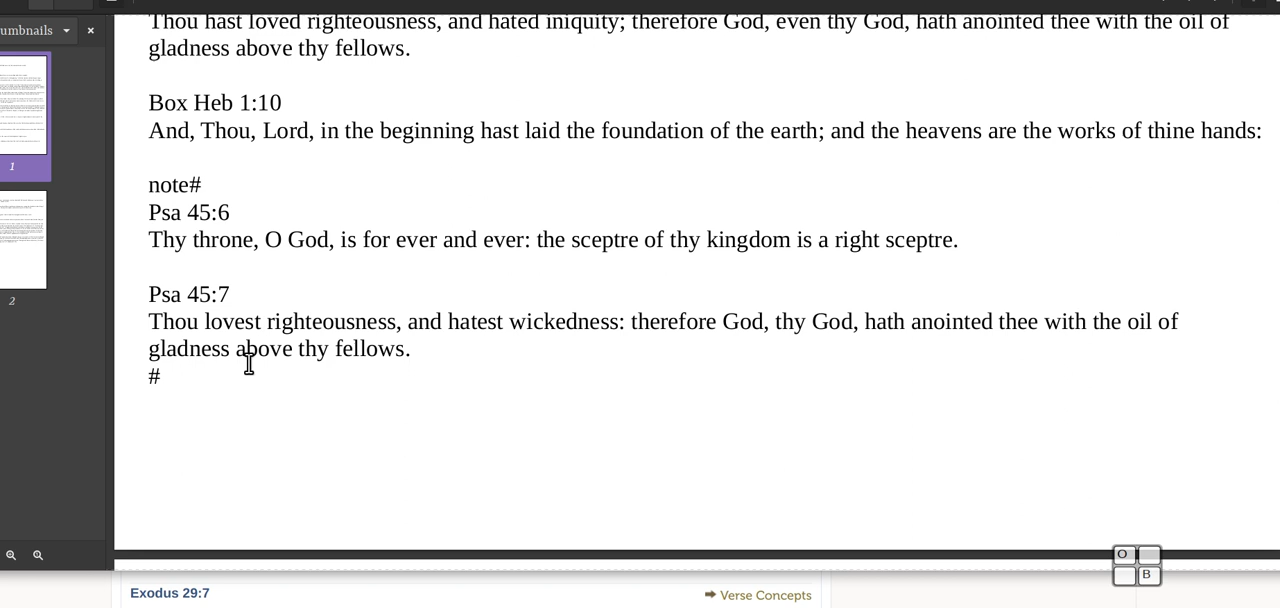 Thou hast loved righteousness, and hated iniquity; therefore God, even thy God, hath anointed thee with the oil of
gladness above thy fellows.
Box Heb 1:10
And, Thou, Lord, in the beginning hast laid the foundation of the earth; and the heavens are the works of thine hands:
note#
Psa 45:6
Thy throne, O God, is for ever and ever: the sceptre of thy kingdom is a right sceptre.
Psa 45:7
Thou lovest righteousness, and hatest wickedness: therefore God, thy God, hath anointed thee with the oil of
gladness above thy fellows.
#
umbnails
1
2
O
B
Exodus 29:7
Verse Concepts